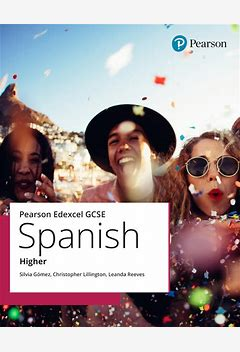 Pearson
Pearson Edexcel GCSE
Spanish
Higher
Silvia Gómez, Christopher Lillington, Leanda Reeves